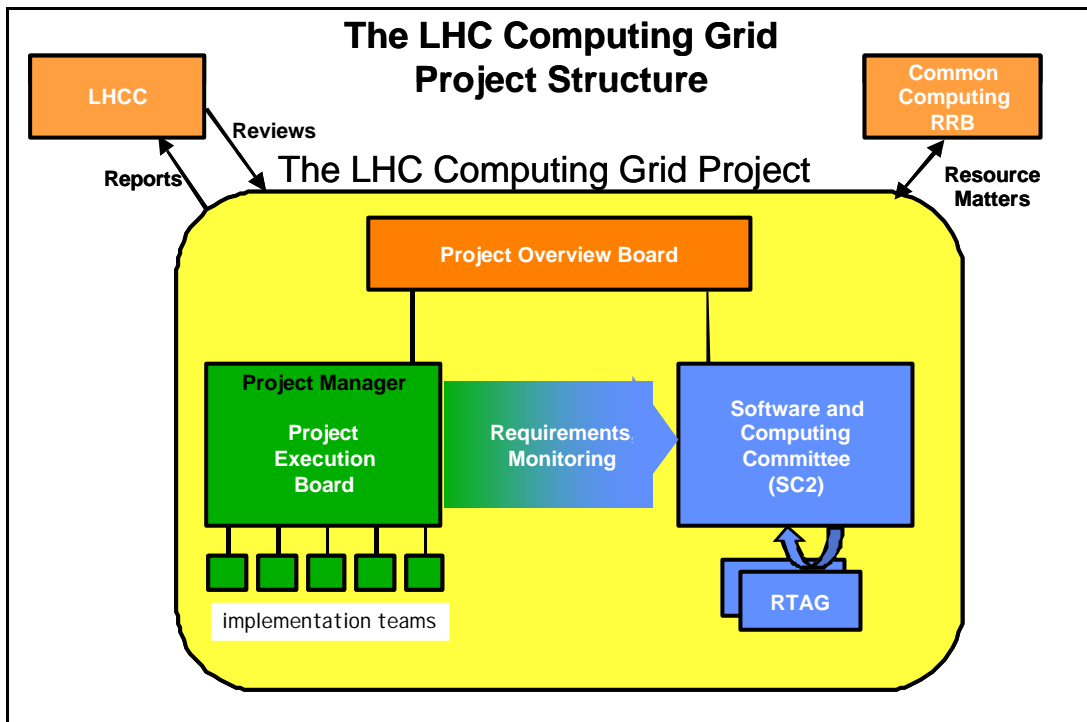 The LHC Computing Grid
Project Structure
LHCC
Common
Computing
RRB
Reviews
Reports
The LHC Computing Grid Project
Resource
Matters
Project Overview Board
Project Manager
Project
Execution
Board
Requirements,
Monitoring
Software and
Computing
Committee
(SC2)
RTAG
implementation teams